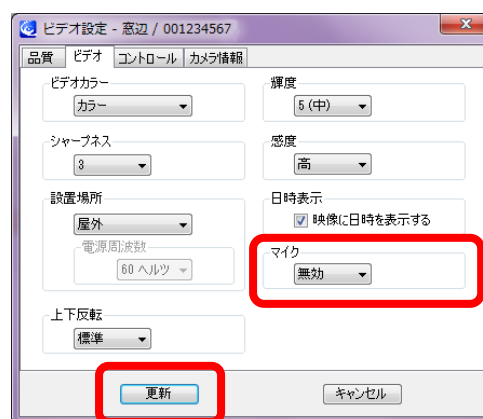 ビデオ設定 - 窓辺 / 001234567
品質 ビデオ コントロール カメラ情報
ビデオカラー
カラー
輝度
5 (中)
シャープネス
3
感度
高
設置場所
屋外
電源周波数
60 ヘルツ
日時表示
映像に日時を表示する
マイク
無効
上下反転
標準
更新 キャンセル